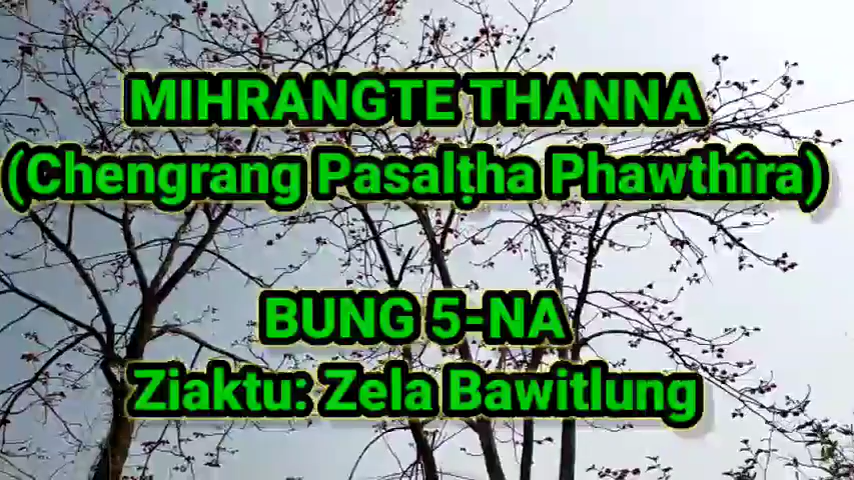 MIHRANGTE THANNA
(Chengrang Pasalṭha Phawthîra)
BUNG 5-NA
Ziaktu: Zela Bawitlung